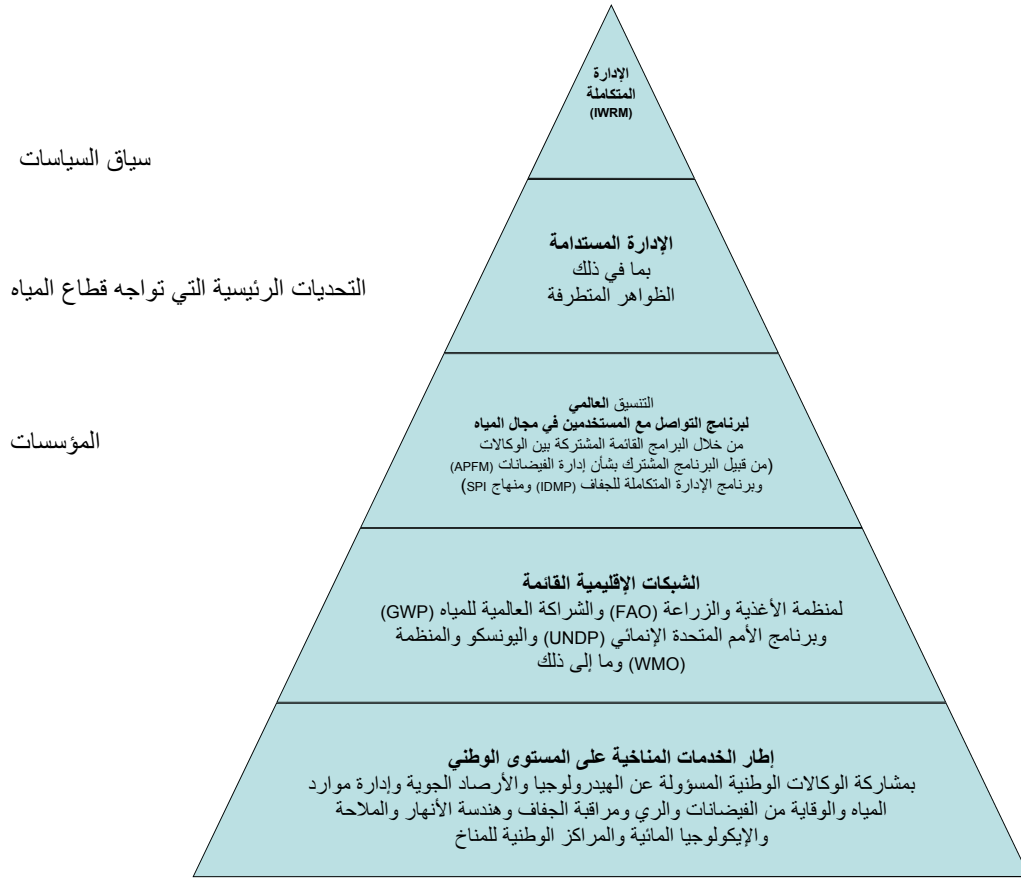 الإدارة
المتكاملة
(IWRM)
سياق السياسات
الإدارة المستدامة
بما في ذلك
الظواهر المتطرفة
التحديات الرئيسية التي تواجه قطاع المياه
التنسيق العالمي
لبرنامج التواصل مع المستخدمين في مجال المياه
من خلال البرامج القائمة المشتركة بين الوكالات
(من قبيل البرنامج المشترك بشأن إدارة الفيضانات (APFM)
وبرنامج الإدارة المتكاملة للجفاف (IDMP) ومنهاج SPI)
المؤسسات
الشبكات الإقليمية القائمة
لمنظمة الأغذية والزراعة (FAO) والشراكة العالمية للمياه (GWP)
وبرنامج الأمم المتحدة الإنمائي (UNDP) واليونسكو والمنظمة
(WMO) وما إلى ذلك
إطار الخدمات المناخية على المستوى الوطني
بمشاركة الوكالات الوطنية المسؤولة عن الهيدرولوجيا والأرصاد الجوية وإدارة موارد
المياه والوقاية من الفيضانات والري ومراقبة الجفاف وهندسة الأنهار والملاحة
والإيكولوجيا المائية والمراكز الوطنية للمناخ